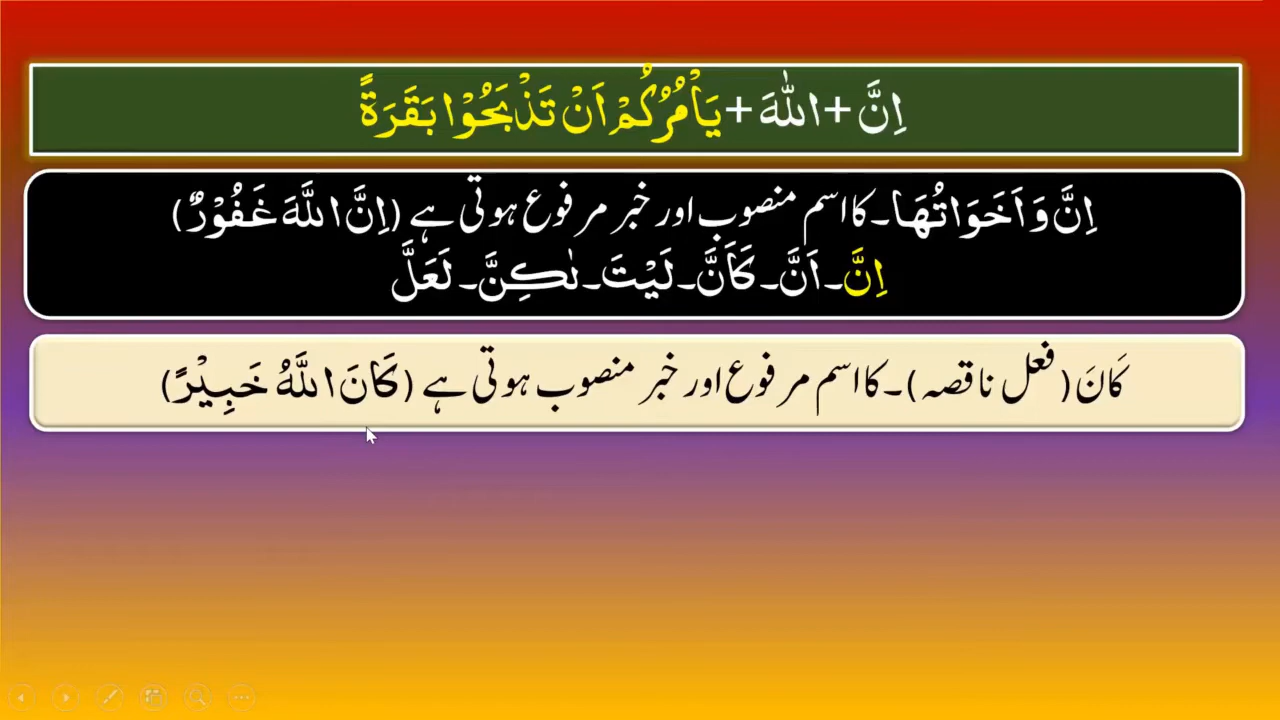 اِنَّ + اللہَ + یَاْمُرُکُمْ اَنْ تَذْبَحُوْا بَقَرَةً
اِنَّ وَ اَخَوَاتُهَا۔ کا اسم منصوب اور خبر مرفوع ہوتی ہے (اِنَّ اللَّهَ غَفُوْرٌ)
اِنَّ۔ اَنَّ۔ کَاَنَّ۔ لَیْتَ۔ لٰکِنَّ۔ لَعَلَّ
کَانَ (فعل ناقصہ)۔ کا اسم مرفوع اور خبر منصوب ہوتی ہے (کَانَ اللَّهُ خَبِیْرً)